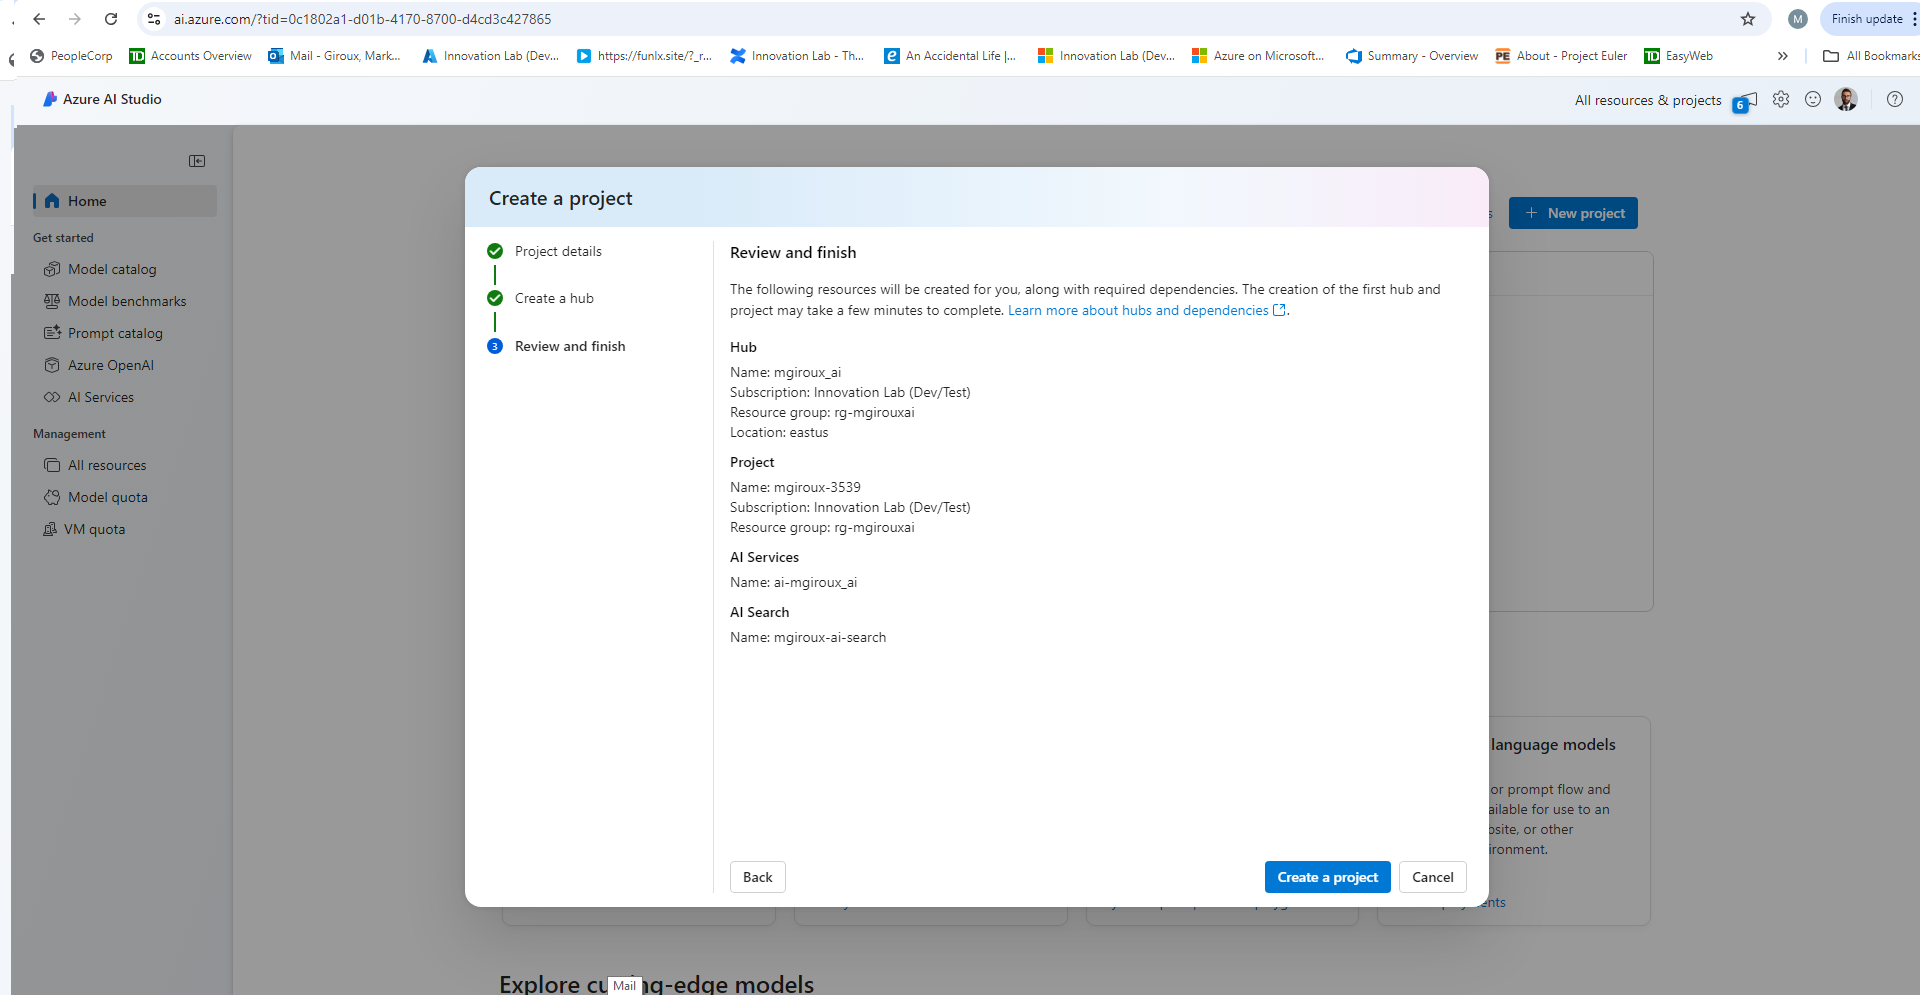 ai.azure.com/?tid=0c1802a1-d01b-4170-8700-d4cd3c427865
M
Finish update
PeopleCorp
TD Accounts Overview
Mail - Giroux, Mark...
Innovation Lab (Dev...
https://funlx.site/?_r...
Innovation Lab - Th...
An Accidental Life |...
Innovation Lab (Dev...
Azure on Microsoft...
Summary - Overview
PE About - Project Euler
TD EasyWeb
All Bookmarks
Azure AI Studio
All resources & projects
6
Home
Get started
Model catalog
Model benchmarks
Prompt catalog
Azure OpenAI
AI Services
Management
All resources
Model quota
VM quota
New project
Create a project
Project details
Create a hub
3 Review and finish
Review and finish
The following resources will be created for you, along with required dependencies. The creation of the first hub and
project may take a few minutes to complete. Learn more about hubs and dependencies.
Hub
Name: mgiroux_ai
Subscription: Innovation Lab (Dev/Test)
Resource group: rg-mgirouxai
Location: eastus
Project
Name: mgiroux-3539
Subscription: Innovation Lab (Dev/Test)
Resource group: rg-mgirouxai
AI Services
Name: ai-mgiroux_ai
AI Search
Name: mgiroux-ai-search
Back
Create a project
Cancel
language models
or prompt flow and
ailable for use to an
site, or other
ironment.
Explore cu ng-edge models
Mail